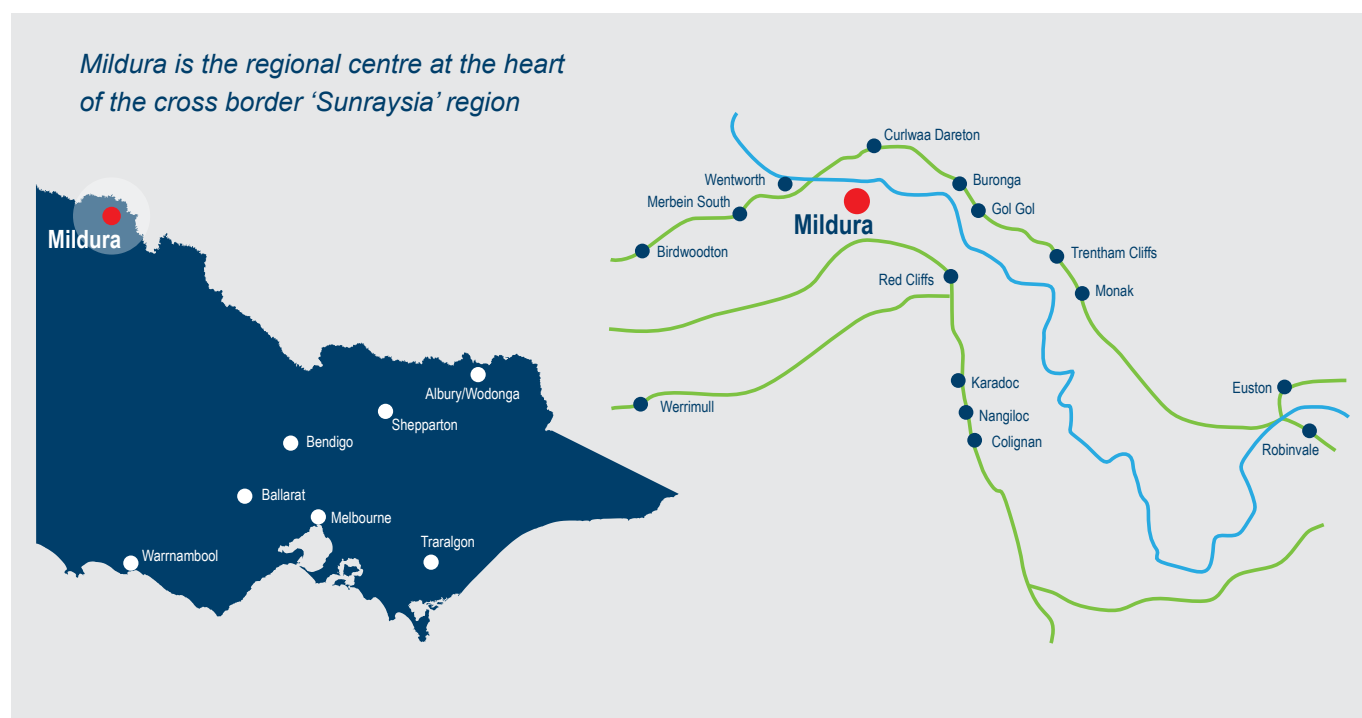 Mildura is the regional centre at the heart
of the cross border ‘Sunraysia’ region
Mildura
Albury/Wodonga
Shepparton
Bendigo
Ballarat
Melbourne
Traralgon
Warrnambool
Curlwaa Dareton
Wentworth
Buronga
Merbein South
Gol Gol
Mildura
Birdwoodton
Trentham Cliffs
Red Cliffs
Monak
Karadoc
Euston
Werrimull
Nangiloc
Colignan
Robinvale